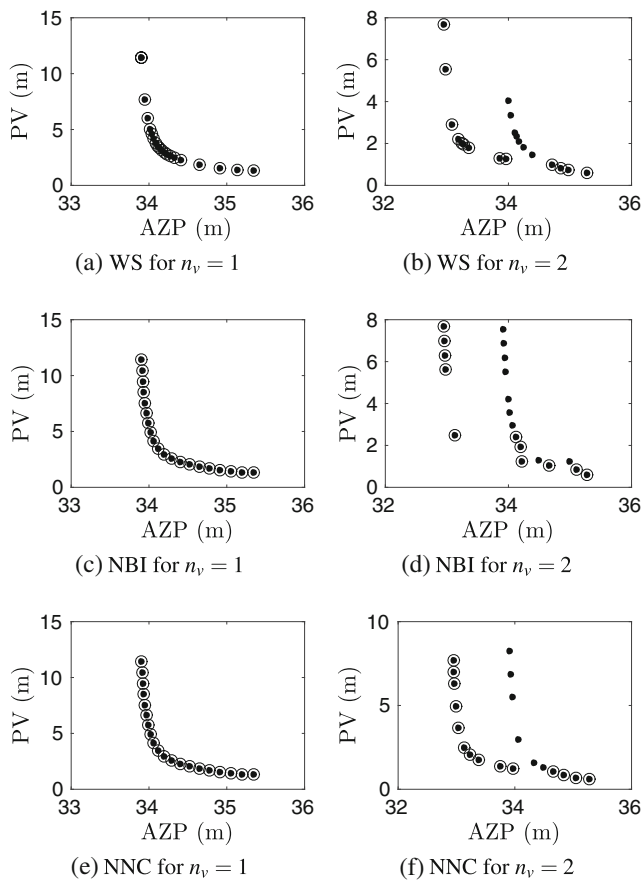 15
10
5
0
PV (m)
33 34 35 36
AZP (m)
(a) WS for n_v = 1
8
6
4
2
0
PV (m)
32 34 36
AZP (m)
(b) WS for n_v = 2
15
10
5
0
PV (m)
33 34 35 36
AZP (m)
(c) NBI for n_v = 1
8
6
4
2
0
PV (m)
32 34 36
AZP (m)
(d) NBI for n_v = 2
15
10
5
0
PV (m)
33 34 35 36
AZP (m)
(e) NNC for n_v = 1
10
5
0
PV (m)
32 34 36
AZP (m)
(f) NNC for n_v = 2